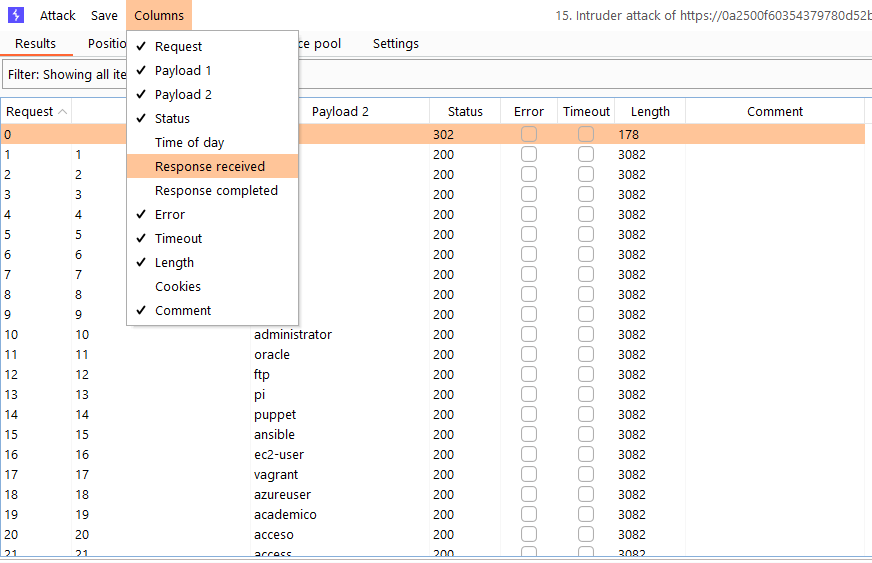 Attack Save Columns 15. Intruder attack of https://0a2500f60354379780d52b
Results Positio ce pool Settings
Filter: Showing all ite
Request
Payload 1
Payload 2
Status
Time of day
Response received
Response completed
Error
Timeout
Length
Cookies
Comment
Request Payload 2 Status Error Timeout Length Comment
0 302 178
1 1 200 3082
2 2 200 3082
3 3 200 3082
4 4 200 3082
5 5 200 3082
6 6 200 3082
7 7 200 3082
8 8 200 3082
9 9 200 3082
10 10 administrator 200 3082
11 11 oracle 200 3082
12 12 ftp 200 3082
13 13 pi 200 3082
14 14 puppet 200 3082
15 15 ansible 200 3082
16 16 ec2-user 200 3082
17 17 vagrant 200 3082
18 18 azureuser 200 3082
19 19 academico 200 3082
20 20 acceso 200 3082
21 21 access 200 3082